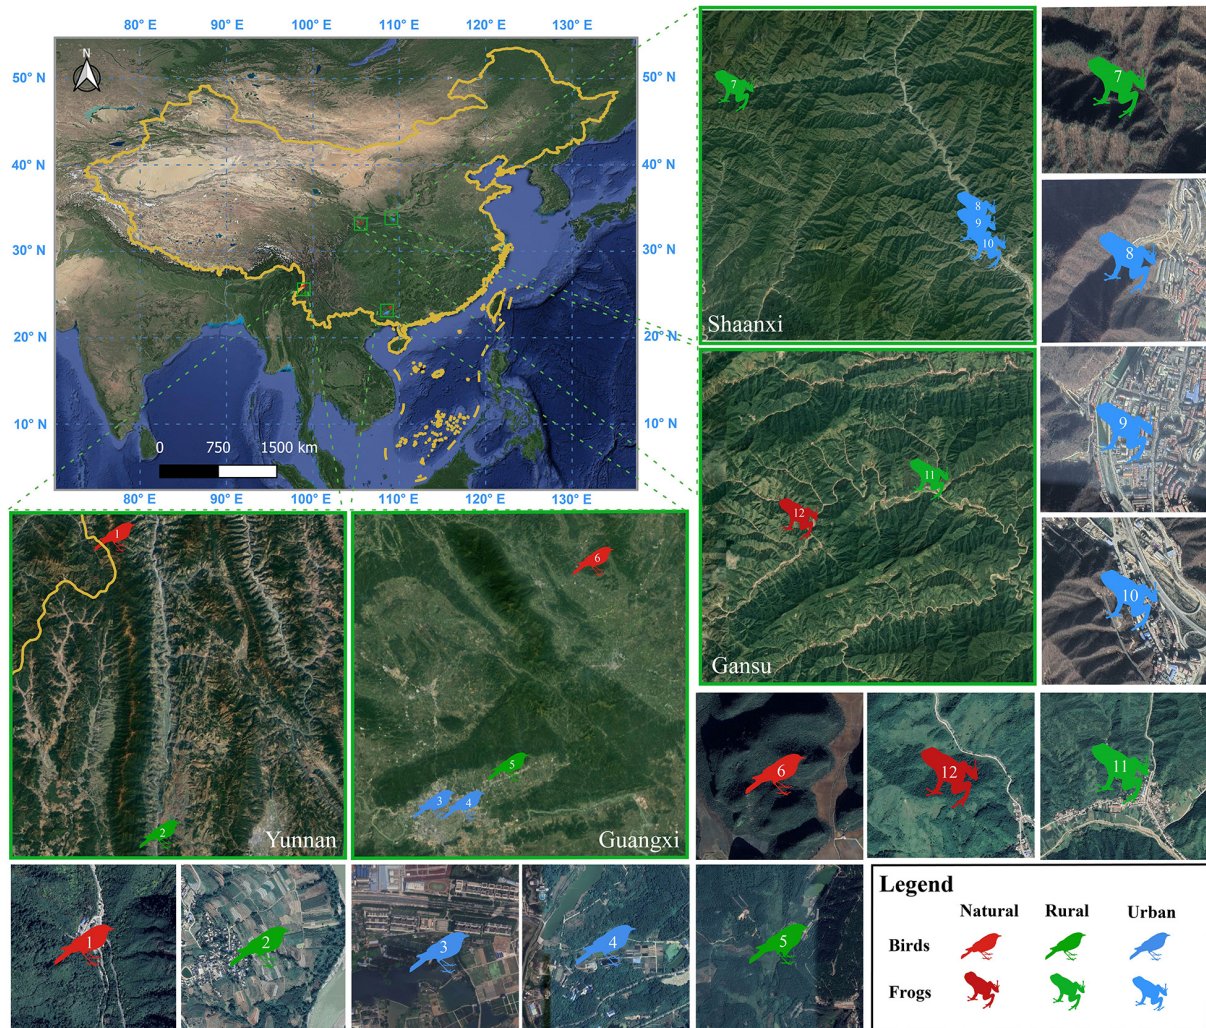 80° E 90° E 100° E 110° E 120° E 130° E
N
50° N 50° N
40° N 40° N
30° N 30° N
20° N 20° N
10° N 10° N
0 750 1500 km
80° E 90° E 100° E 110° E 120° E 130° E
7
8
9
10
Shaanxi
7
8
9
10
11
12
Gansu
1
2
Yunnan
6
5
3 4
Guangxi
6
12
11
1
2
3
4
5
Legend
Natural Rural Urban
Birds
Frogs